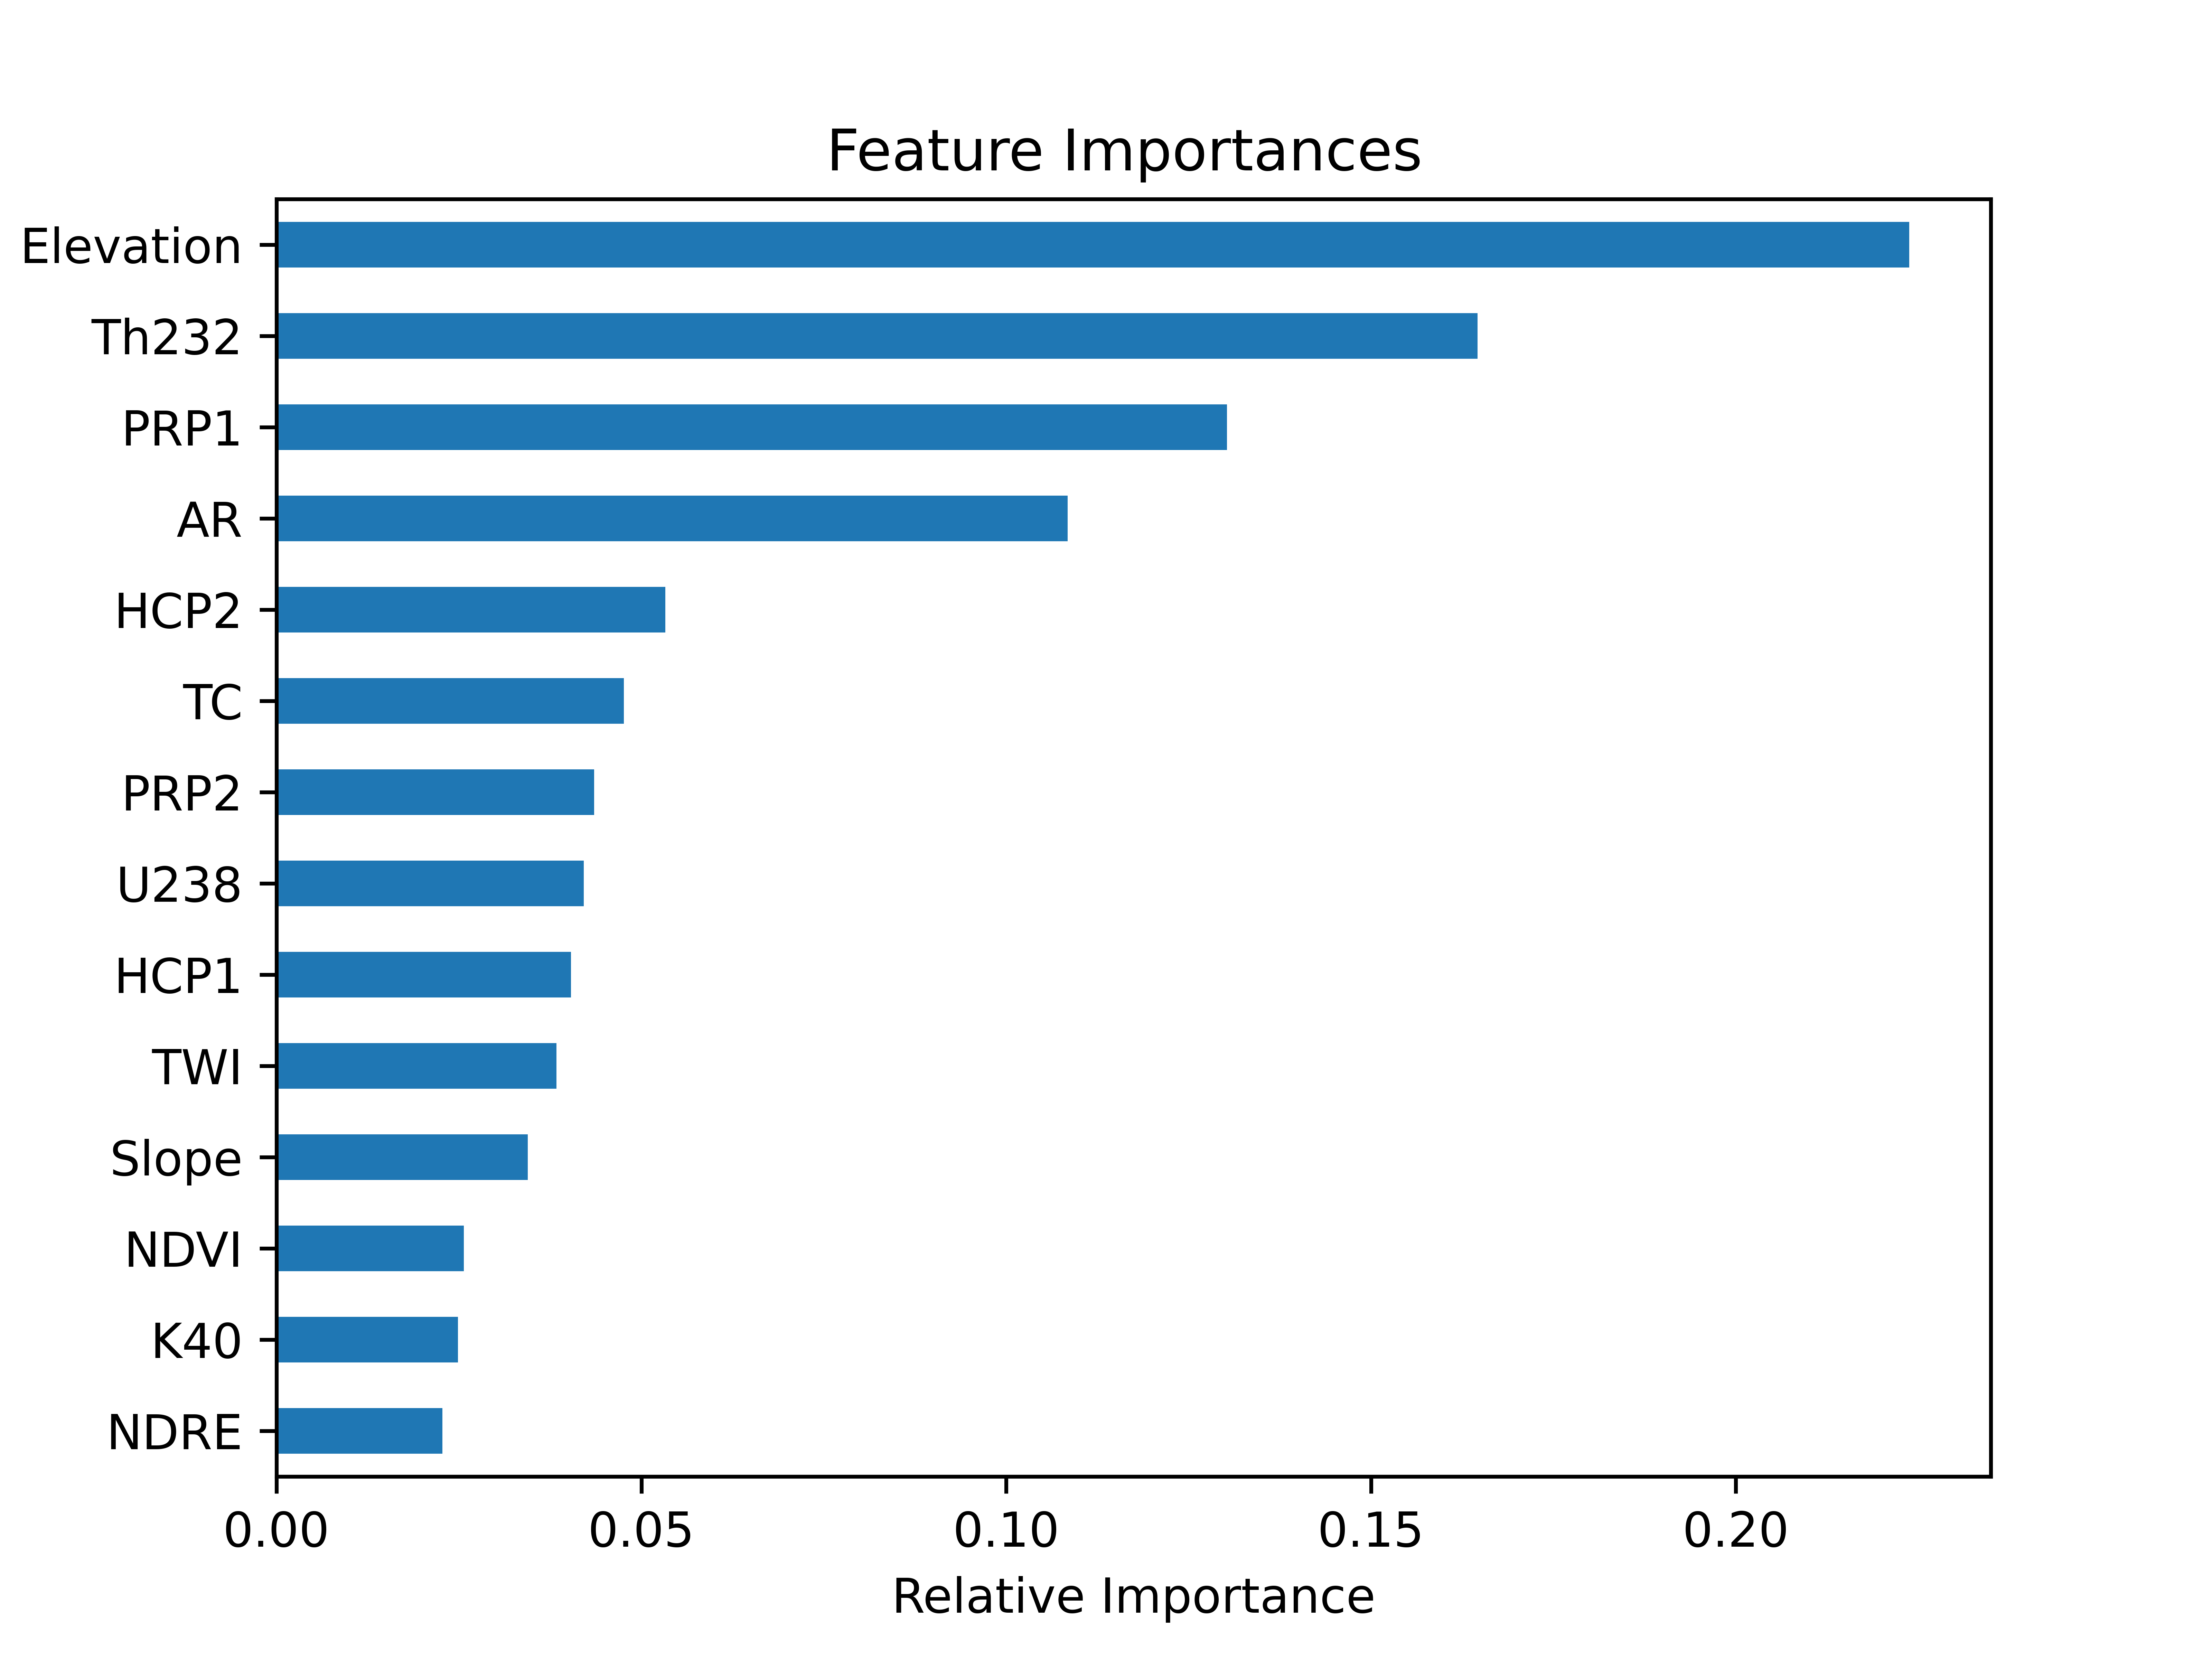 Feature Importances
Elevation
Th232
PRP1
AR
HCP2
TC
PRP2
U238
HCP1
TWI
Slope
NDVI
K40
NDRE
0.00 0.05 0.10 0.15 0.20
Relative Importance